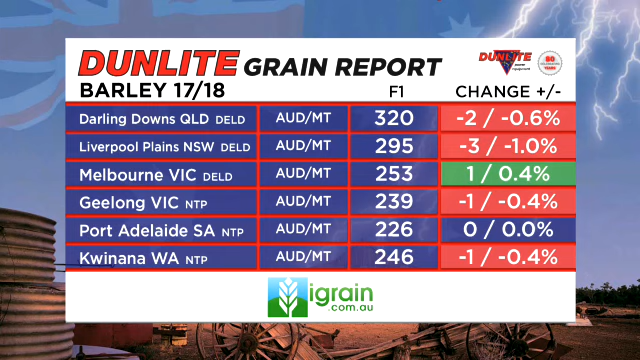 DUNLITE GRAIN REPORT
DUNLITE
80
YEARS
BARLEY 17/18 F1 CHANGE +/-
Darling Downs QLD DELD AUD/MT 320 -2 / -0.6%
Liverpool Plains NSW DELD AUD/MT 295 -3 / -1.0%
Melbourne VIC DELD AUD/MT 253 1 / 0.4%
Geelong VIC NTP AUD/MT 239 -1 / -0.4%
Port Adelaide SA NTP AUD/MT 226 0 / 0.0%
Kwinana WA NTP AUD/MT 246 -1 / -0.4%
igrain
.com.au